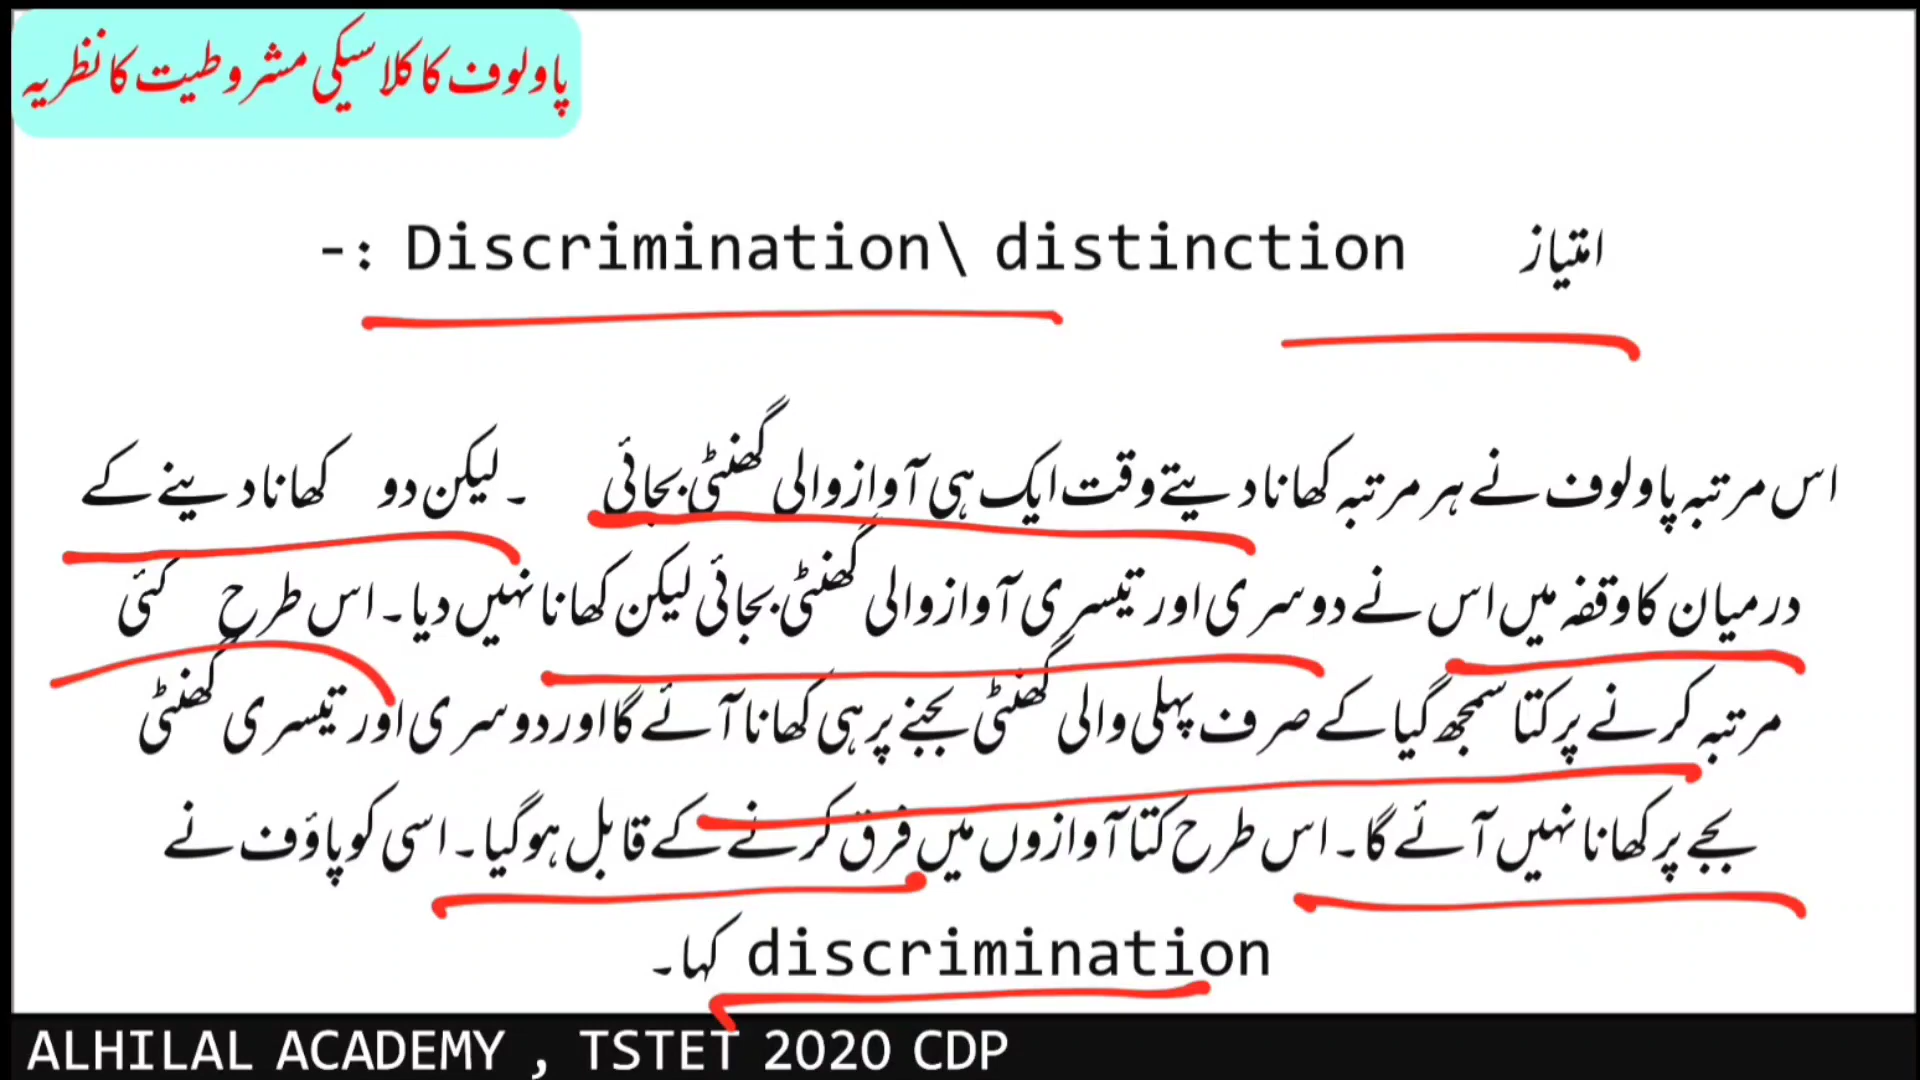 پاولوف کا کلاسیکی مشروطیت کا نظریہ
امتیاز Discrimination\ distinction :-
اس مرتبہ پاولوف نے ہر مرتبہ کھانا دیتے وقت ایک ہی آواز والی گھنٹی بجائی ۔ لیکن دو کھانا دینے کے
درمیان کا وقفہ میں اس نے دوسری اور تیسری آواز والی گھنٹی بجائی لیکن کھانا نہیں دیا۔ اس طرح کئی
مرتبہ کرنے پر کتا سمجھ گیا کے صرف پہلی والی گھنٹی بجنے پر ہی کھانا آئے گا اور دوسری اور تیسری گھنٹی
بجے پر کھانا نہیں آئے گا۔ اس طرح کتا آوازوں میں فرق کرنے کے قابل ہو گیا۔ اسی کو پاؤف نے
discrimination کہا۔
ALHILAL ACADEMY , TSTET 2020 CDP